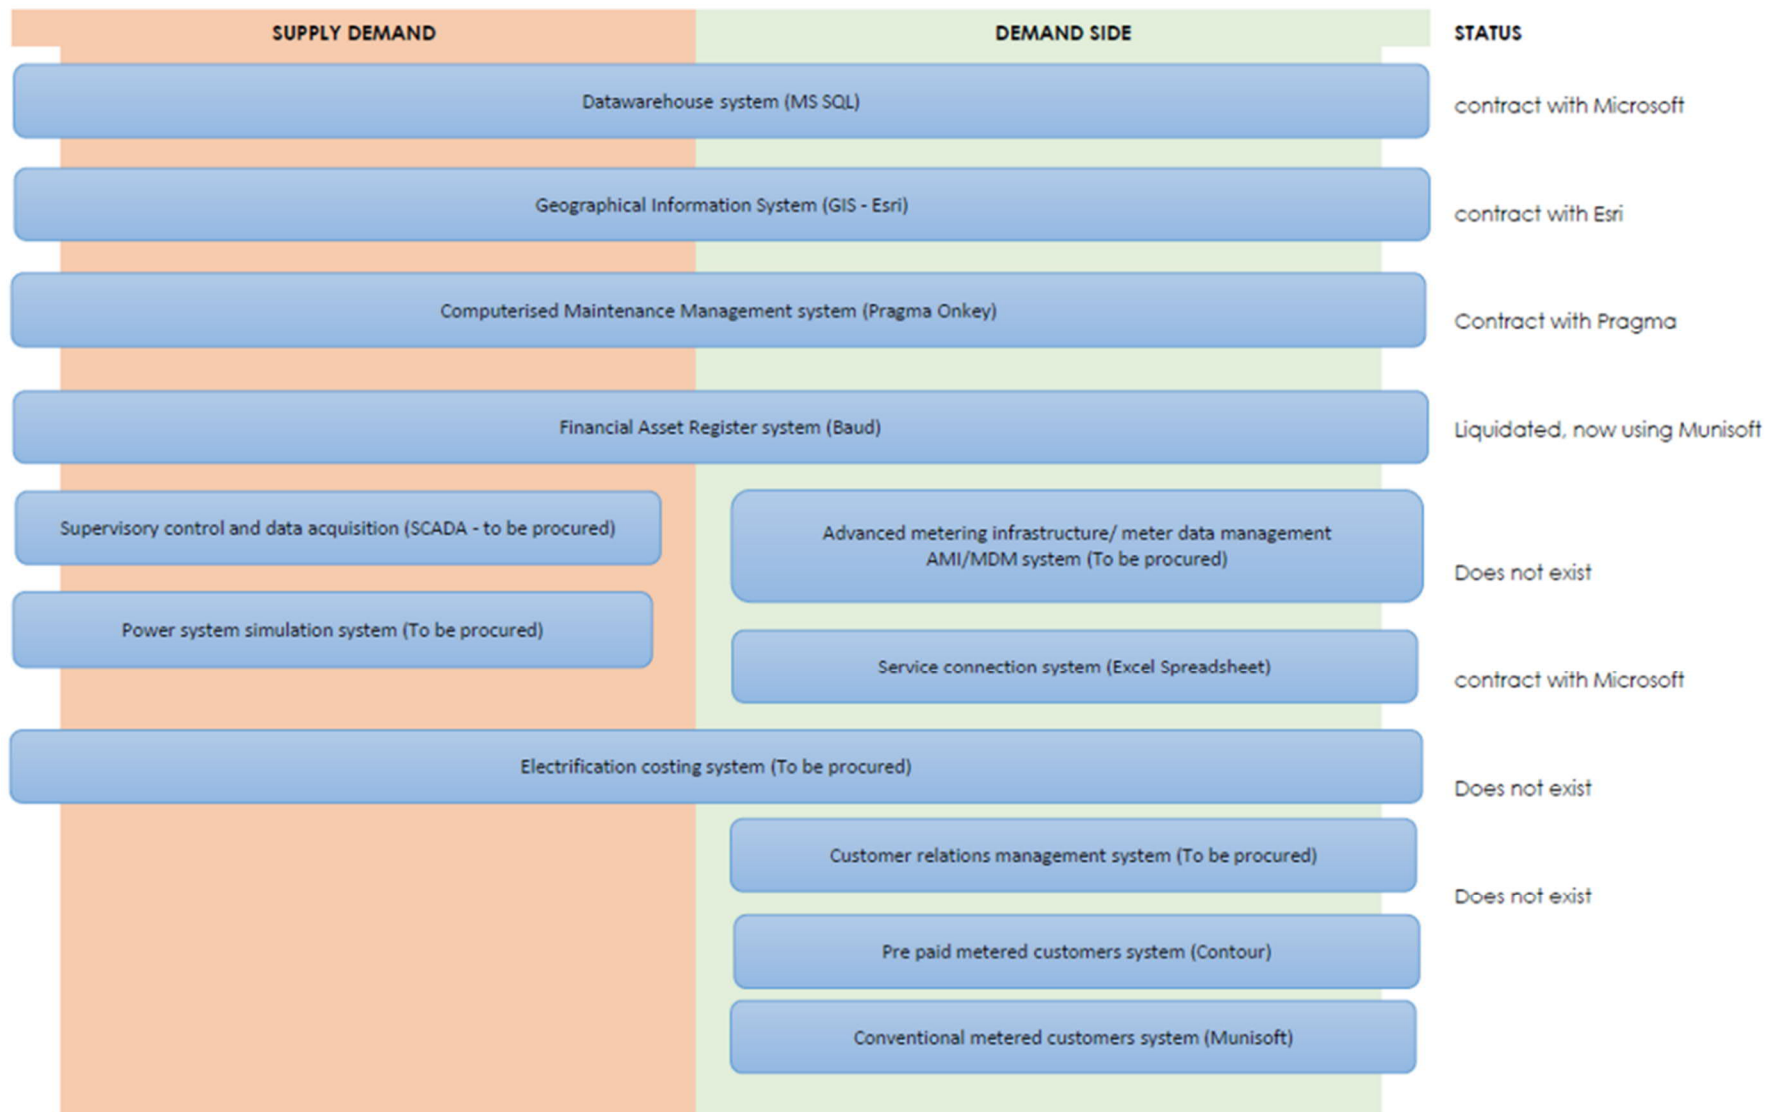 SUPPLY DEMAND
DEMAND SIDE
STATUS
Datawarehouse system (MS SQL)
contract with Microsoft
Geographical Information System (GIS - Esri)
contract with Esri
Computerised Maintenance Management system (Pragma Onkey)
Contract with Pragma
Financial Asset Register system (Baud)
Liquidated, now using Munisoft
Supervisory control and data acquisition (SCADA - to be procured)
Advanced metering infrastructure/ meter data management
AMI/MDM system (To be procured)
Does not exist
Power system simulation system (To be procured)
Service connection system (Excel Spreadsheet)
contract with Microsoft
Electrification costing system (To be procured)
Does not exist
Customer relations management system (To be procured)
Does not exist
Pre paid metered customers system (Contour)
Conventional metered customers system (Munisoft)